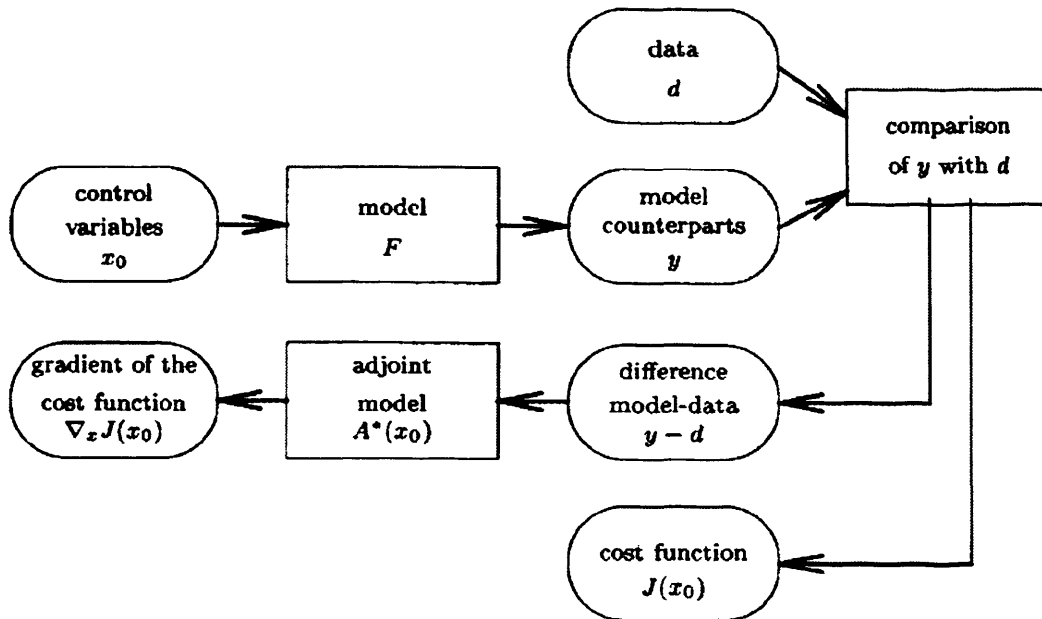 data
d
comparison
of y with d
control
variables
x₀
model
F
model
counterparts
y
gradient of the
cost function
∇ₓJ(x₀)
adjoint
model
A*(x₀)
difference
model-data
y − d
cost function
J(x₀)